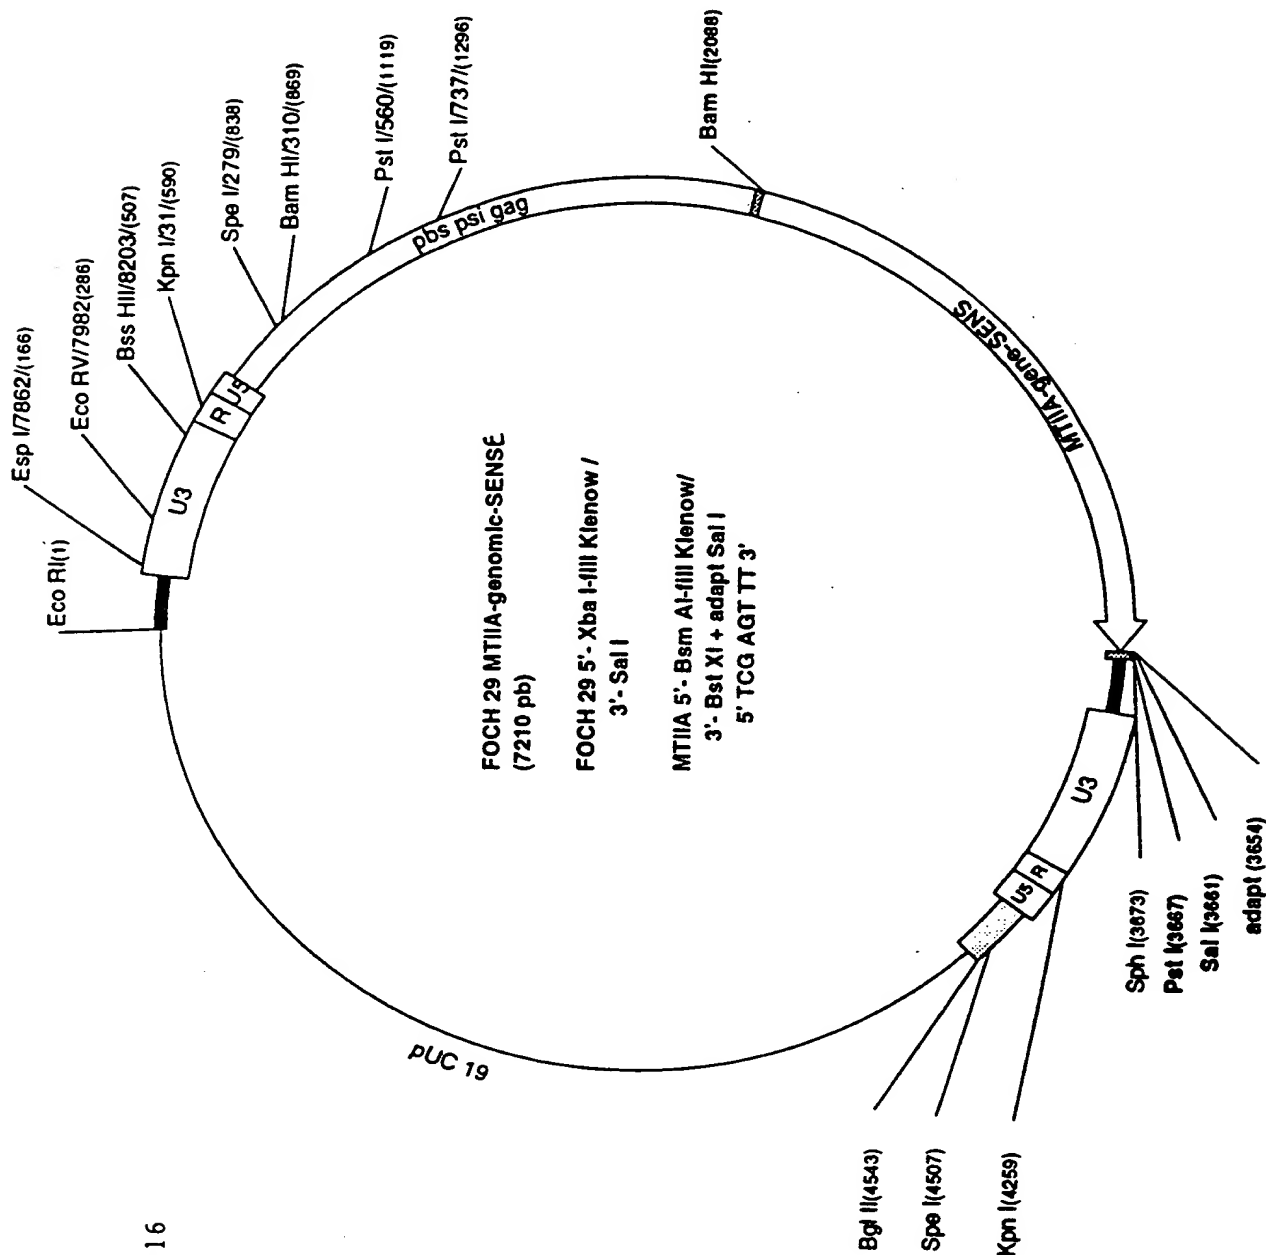 Eco RI(1)
Esp I/7862/(166)
Eco RV/7982(286)
Bss HII/8203/(507)
Kpn I/31/(590)
Spe I/279/(838)
Bam HI/310/(869)
Pst I/560/(1119)
Pst I/737/(1296)
Bam HI(2088)
U3
R
U5
pbs psi gag
MTIIA-gene-SENS
FOCH 29 MTIIA-genomic-SENSE
(7210 pb)
FOCH 29 5'- Xba I-fIII Klenow /
3'- Sal I
MTIIA 5'- Bsm AI-fIII Klenow/
3'- Bst XI + adapt Sal I
5' TCG AGT TT 3'
U3
R
U5
pUC 19
Bgl II(4543)
Spe I(4507)
Kpn I(4259)
Sph I(3673)
Pst I(3667)
Sal I(3661)
adapt (3654)
16